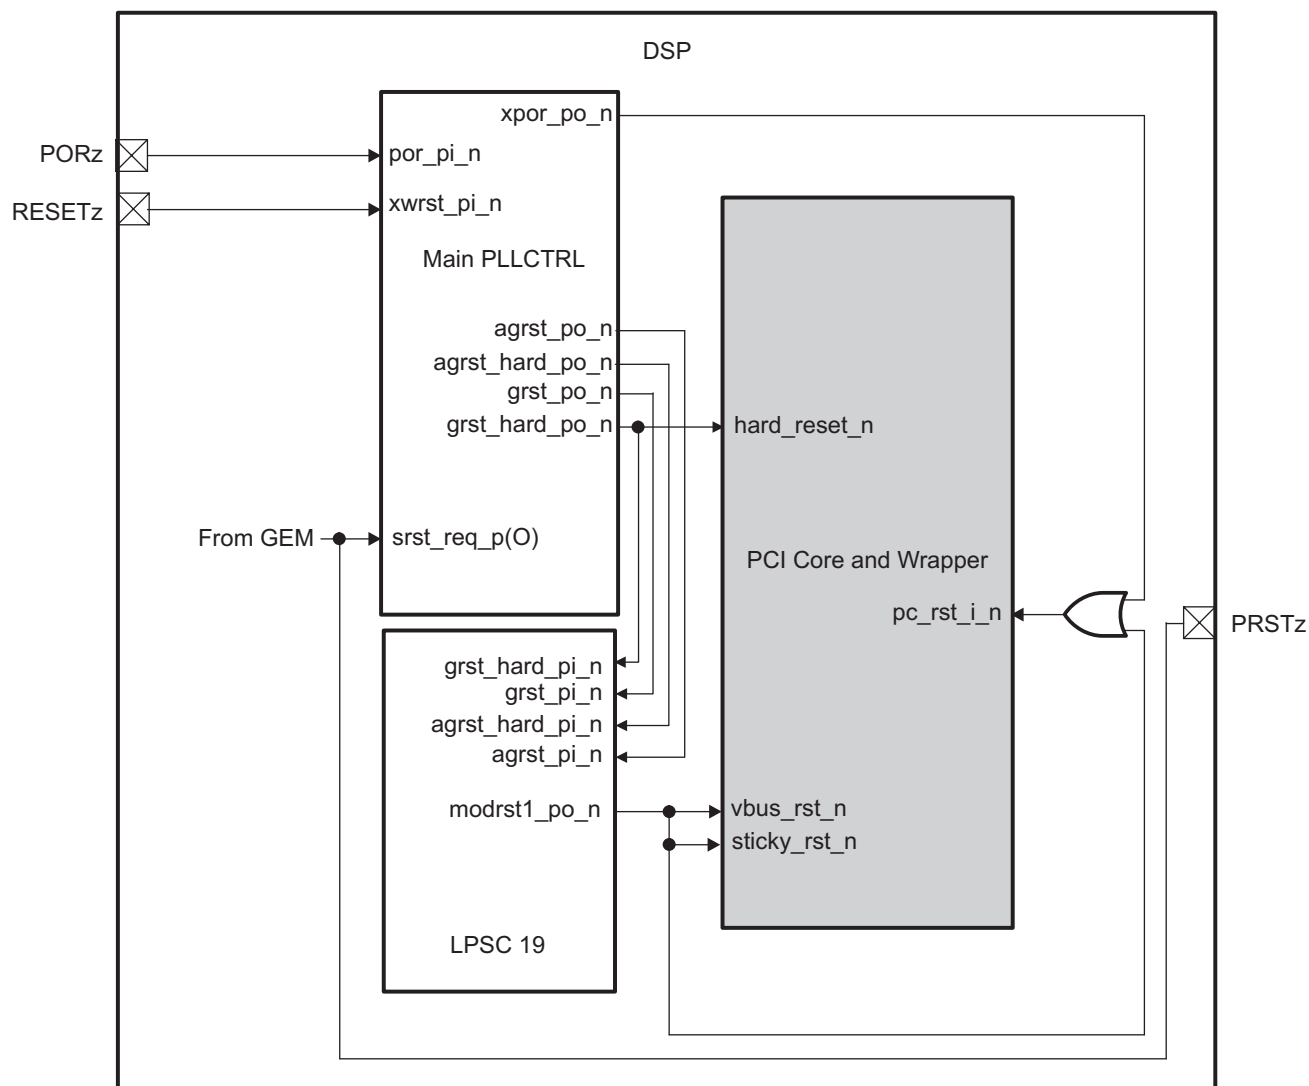 DSP
xpor_po_n
PORz
por_pi_n
RESETz
xwrst_pi_n
Main PLLCTRL
agrst_po_n
agrst_hard_po_n
grst_po_n
grst_hard_po_n
hard_reset_n
From GEM
srst_req_p(O)
PCI Core and Wrapper
pc_rst_i_n
PRSTz
grst_hard_pi_n
grst_pi_n
agrst_hard_pi_n
agrst_pi_n
modrst1_po_n
vbus_rst_n
sticky_rst_n
LPSC 19